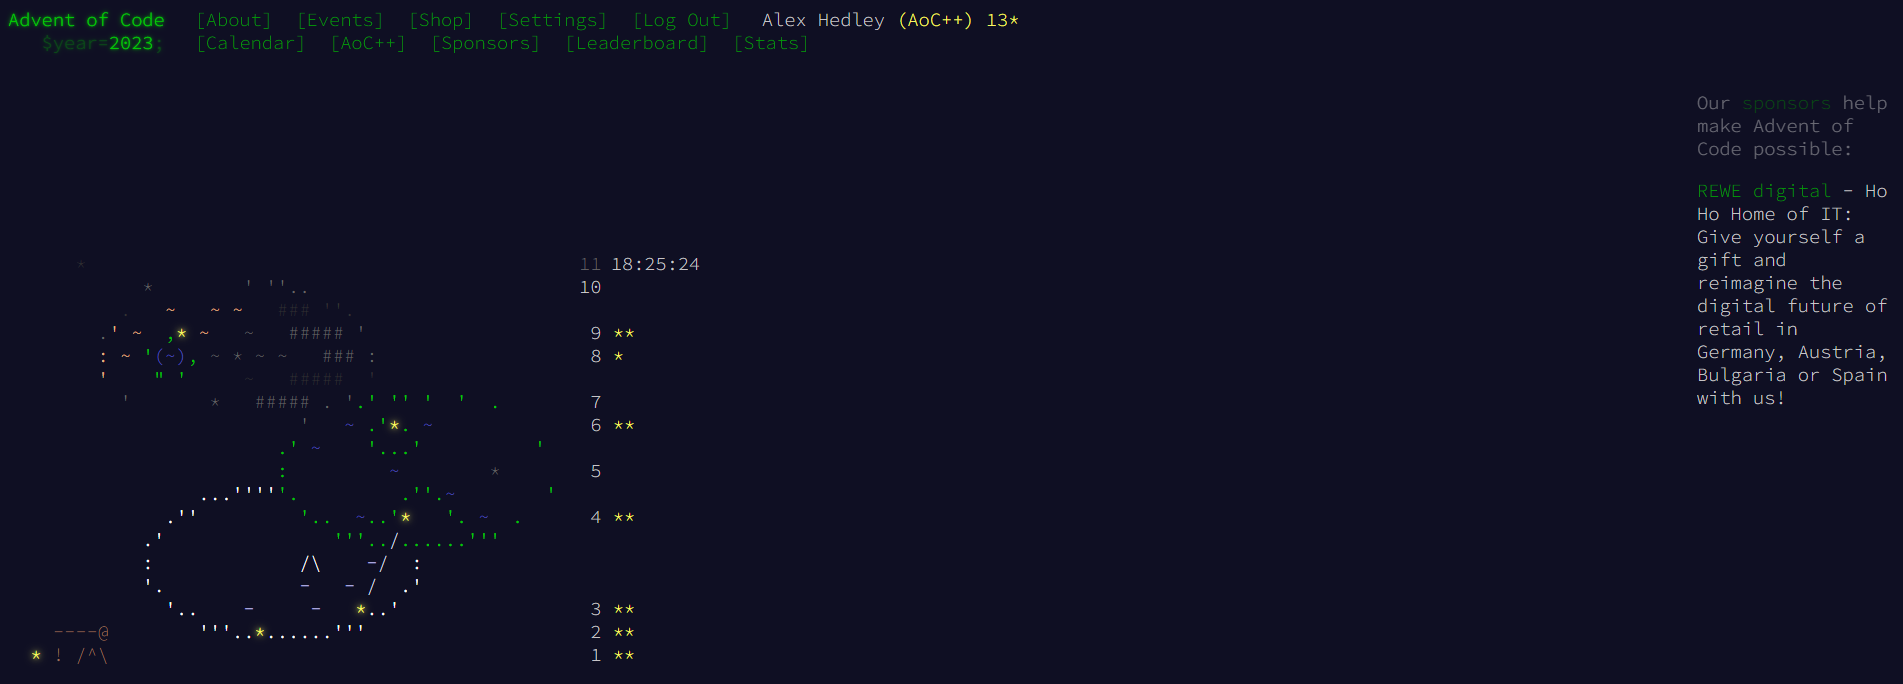 Advent of Code [About] [Events] [Shop] [Settings] [Log Out] Alex Hedley (AoC++) 13*
$year=2023; [Calendar] [AoC++] [Sponsors] [Leaderboard] [Stats]
Our sponsors help
make Advent of
Code possible:
REWE digital - Ho
Ho Home of IT:
Give yourself a
gift and
reimagine the
digital future of
retail in
Germany, Austria,
Bulgaria or Spain
with us!
11 18:25:24
10
9 **
8 *
7
6 **
5
4 **
3 **
2 **
1 **